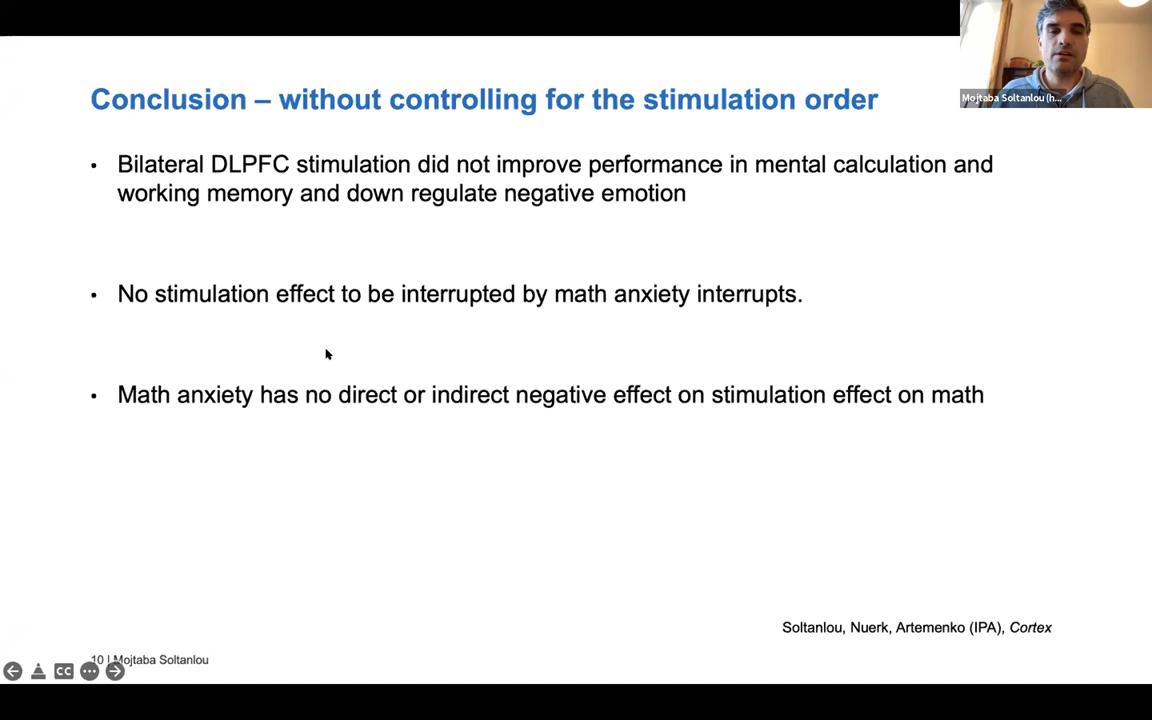 Conclusion – without controlling for the stimulation order
Mojtaba Soltanlou (h...
• Bilateral DLPFC stimulation did not improve performance in mental calculation and
working memory and down regulate negative emotion
• No stimulation effect to be interrupted by math anxiety interrupts.
• Math anxiety has no direct or indirect negative effect on stimulation effect on math
Soltanlou, Nuerk, Artemenko (IPA), Cortex
10 | Mojtaba Soltanlou
CC